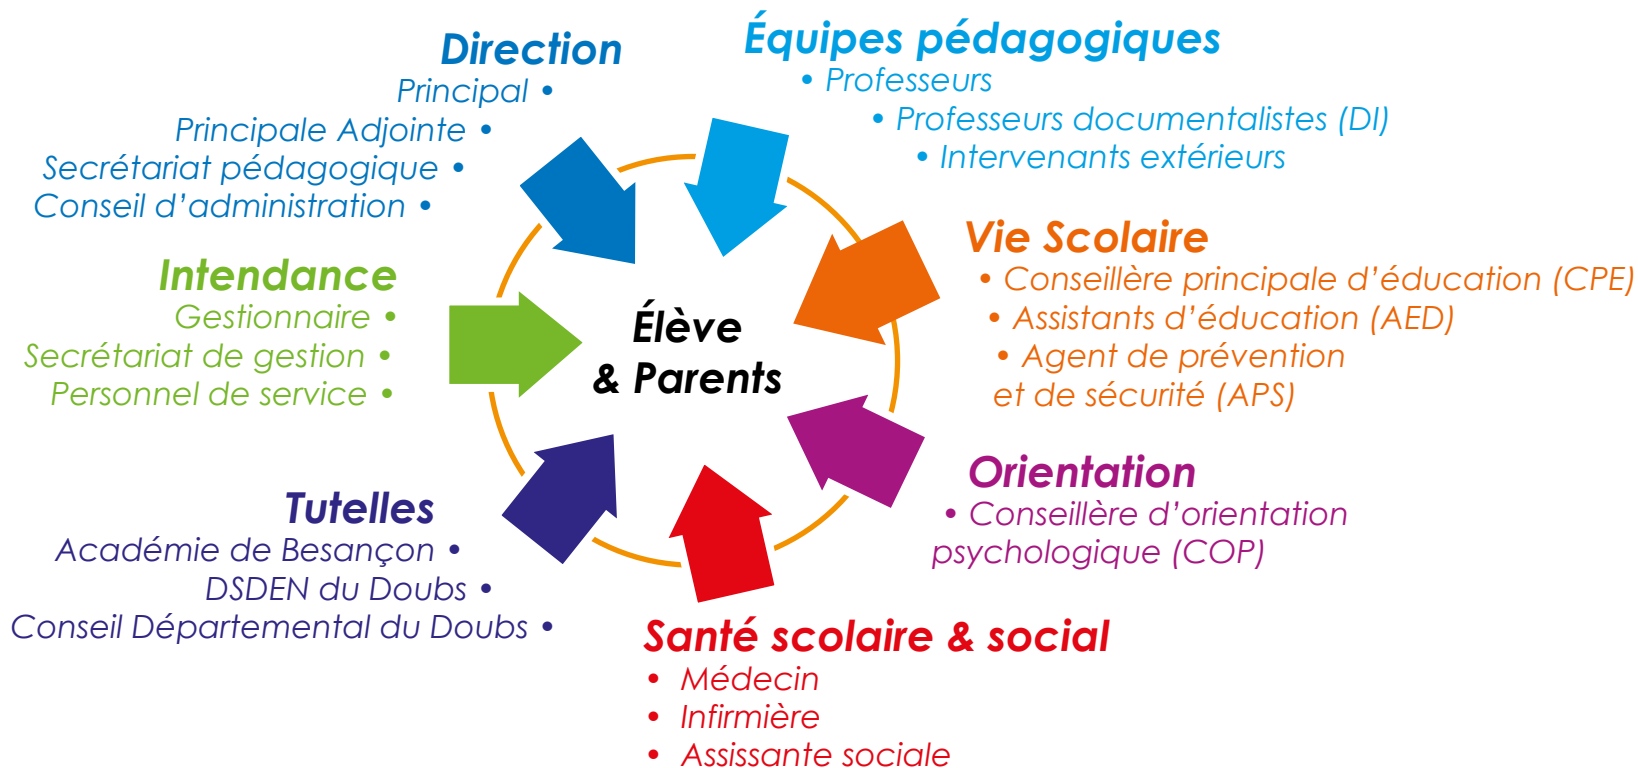 Direction
Principal •
Principale Adjointe •
Secrétariat pédagogique •
Conseil d’administration •
Équipes pédagogiques
• Professeurs
• Professeurs documentalistes (DI)
• Intervenants extérieurs
Intendance
Gestionnaire •
Secrétariat de gestion •
Personnel de service •
Élève
& Parents
Vie Scolaire
• Conseillère principale d’éducation (CPE)
• Assistants d’éducation (AED)
• Agent de prévention
et de sécurité (APS)
Tutelles
Académie de Besançon •
DSDEN du Doubs •
Conseil Départemental du Doubs •
Orientation
• Conseillère d’orientation
psychologique (COP)
Santé scolaire & social
• Médecin
• Infirmière
• Assissante sociale